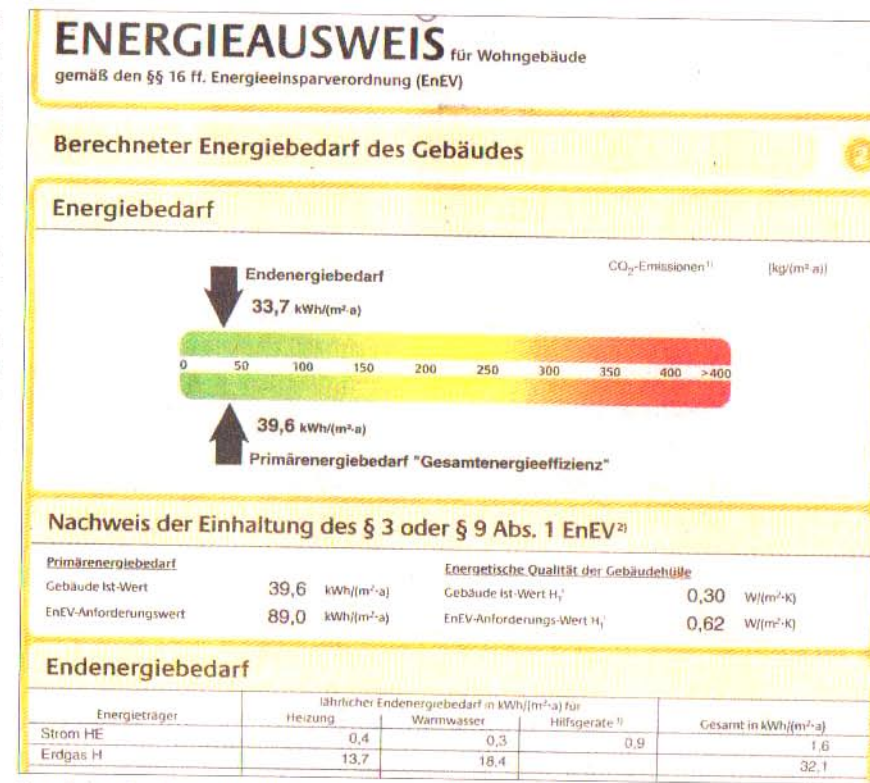 ENERGIEAUSWEIS für Wohngebäude
gemäß den §§ 16 ff. Energieeinsparverordnung (EnEV)
Berechneter Energiebedarf des Gebäudes 2
Energiebedarf
CO₂-Emissionen ¹⁾ [kg/(m²·a)]
Endenergiebedarf
33,7 kWh/(m²·a)
0 50 100 150 200 250 300 350 400 >400
39,6 kWh/(m²·a)
Primärenergiebedarf "Gesamtenergieeffizienz"
Nachweis der Einhaltung des § 3 oder § 9 Abs. 1 EnEV²⁾
Primärenergiebedarf
Gebäude Ist-Wert 39,6 kWh/(m²·a)
EnEV-Anforderungswert 89,0 kWh/(m²·a)
Energetische Qualität der Gebäudehülle
Gebäude Ist-Wert Hₜ' 0,30 W/(m²·K)
EnEV-Anforderungs-Wert Hₜ' 0,62 W/(m²·K)
Endenergiebedarf
Jährlicher Endenergiebedarf in kWh/(m²·a) für
Energieträger Heizung Warmwasser Hilfsgeräte Gesamt in kWh/(m²·a)
Strom HE 0,4 0,3 0,9 1,6
Erdgas H 13,7 18,4 32,1